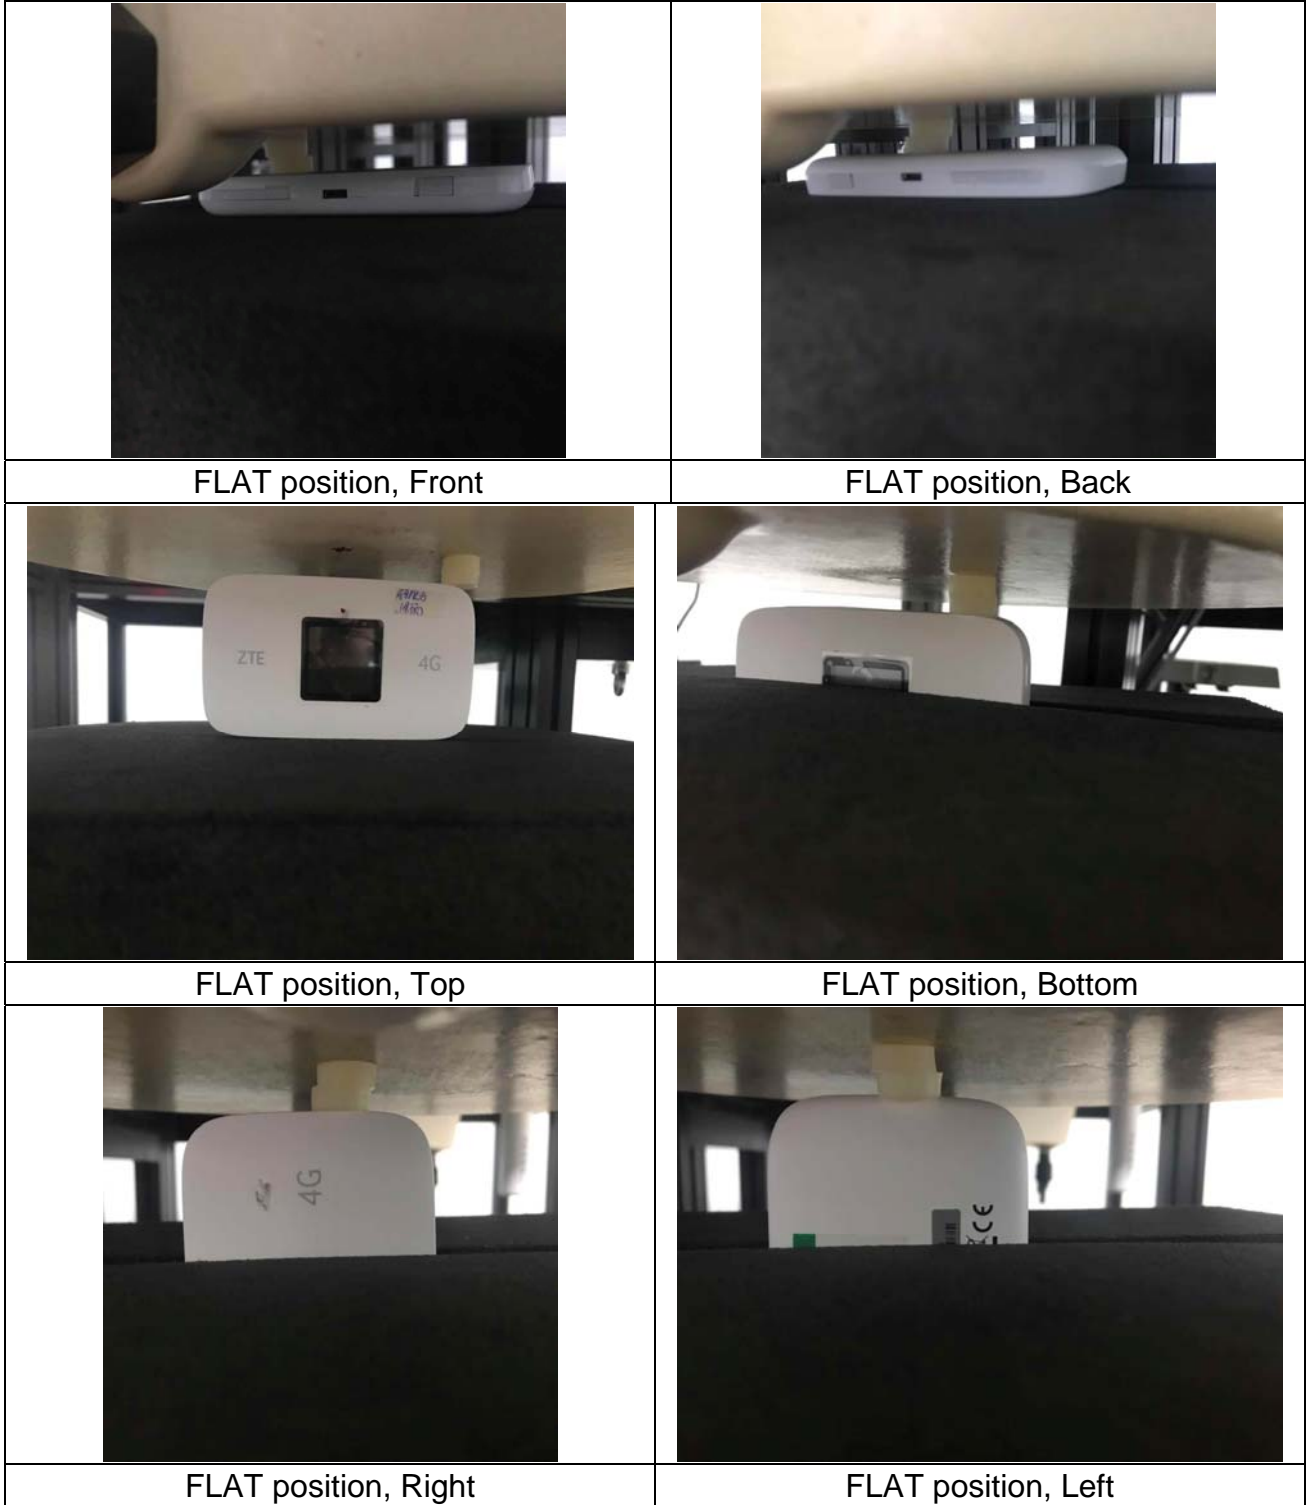 FLAT position, Front
FLAT position, Back
ZTE
4G
FLAT position, Top
FLAT position, Bottom
4G
CE
FLAT position, Right
FLAT position, Left